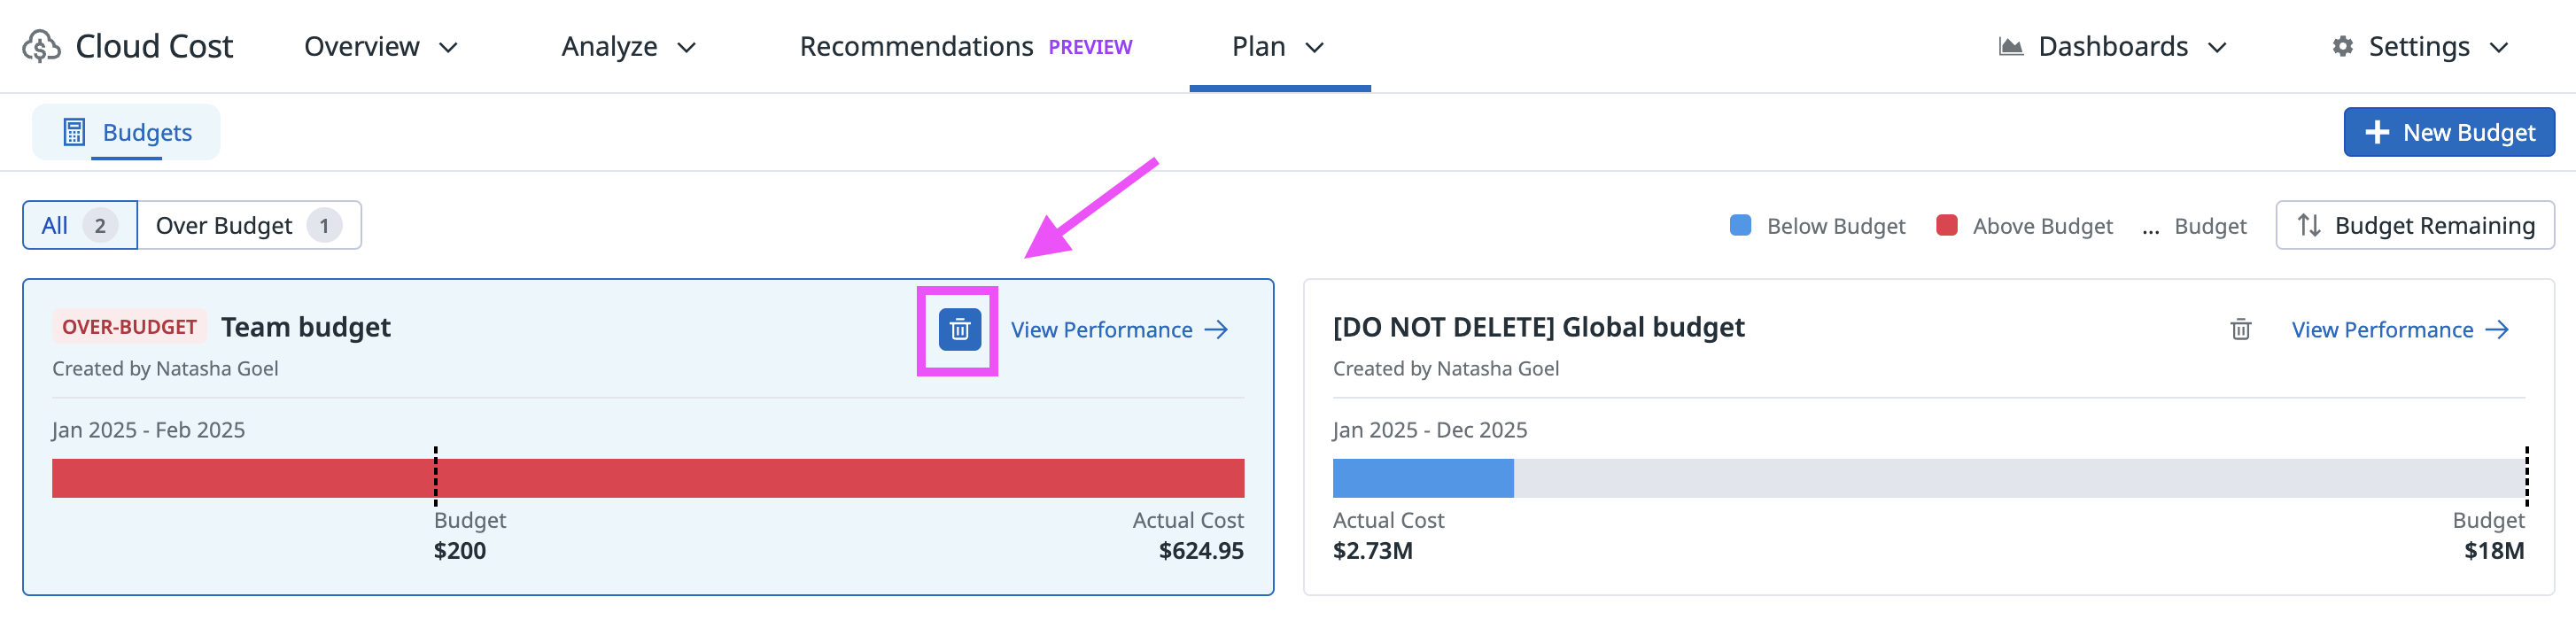 Cloud Cost Overview Analyze Recommendations PREVIEW Plan Dashboards Settings
Budgets New Budget
All 2 Over Budget 1 Below Budget Above Budget ... Budget Budget Remaining
OVER-BUDGET Team budget View Performance
Created by Natasha Goel
Jan 2025 - Feb 2025
Budget Actual Cost
$200 $624.95
[DO NOT DELETE] Global budget View Performance
Created by Natasha Goel
Jan 2025 - Dec 2025
Actual Cost Budget
$2.73M $18M